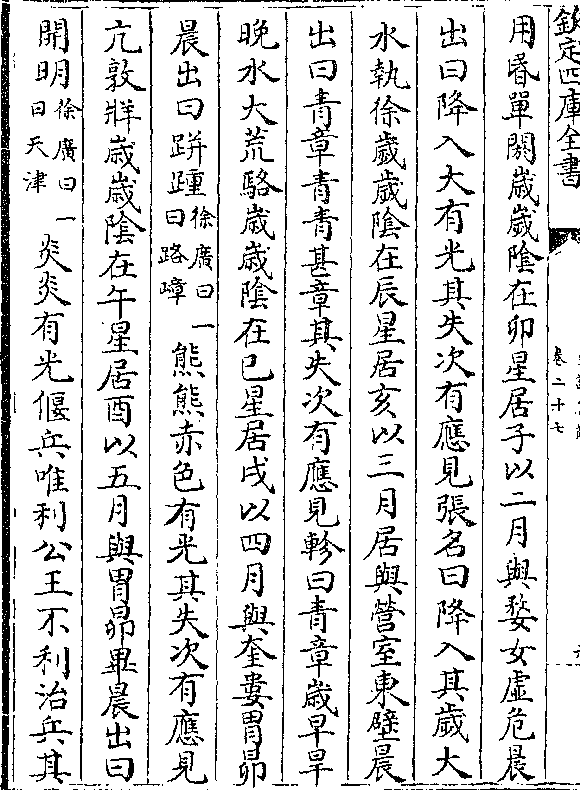 欽定四庫全書
卷二十七
用昬單閼歲歲陰在卯星居子以二月與婺女虛危晨
出曰降入大有光其失次有應見張名曰降入其歲大
水執徐歲歲陰在辰星居亥以三月居與營室東壁晨
出曰青章青青甚章其失次有應見軫曰青章歲早旱
晚水大荒駱歲歲陰在巳星居戌以四月與奎婁胃昴
晨出曰跰踵徐廣曰一曰路嶂熊熊赤色有光其失次有應見
亢敦牂歲歲陰在午星居酉以五月與胃昴畢晨出曰
開明徐廣曰一曰天津炎炎有光偃兵唯利公王不利治兵其